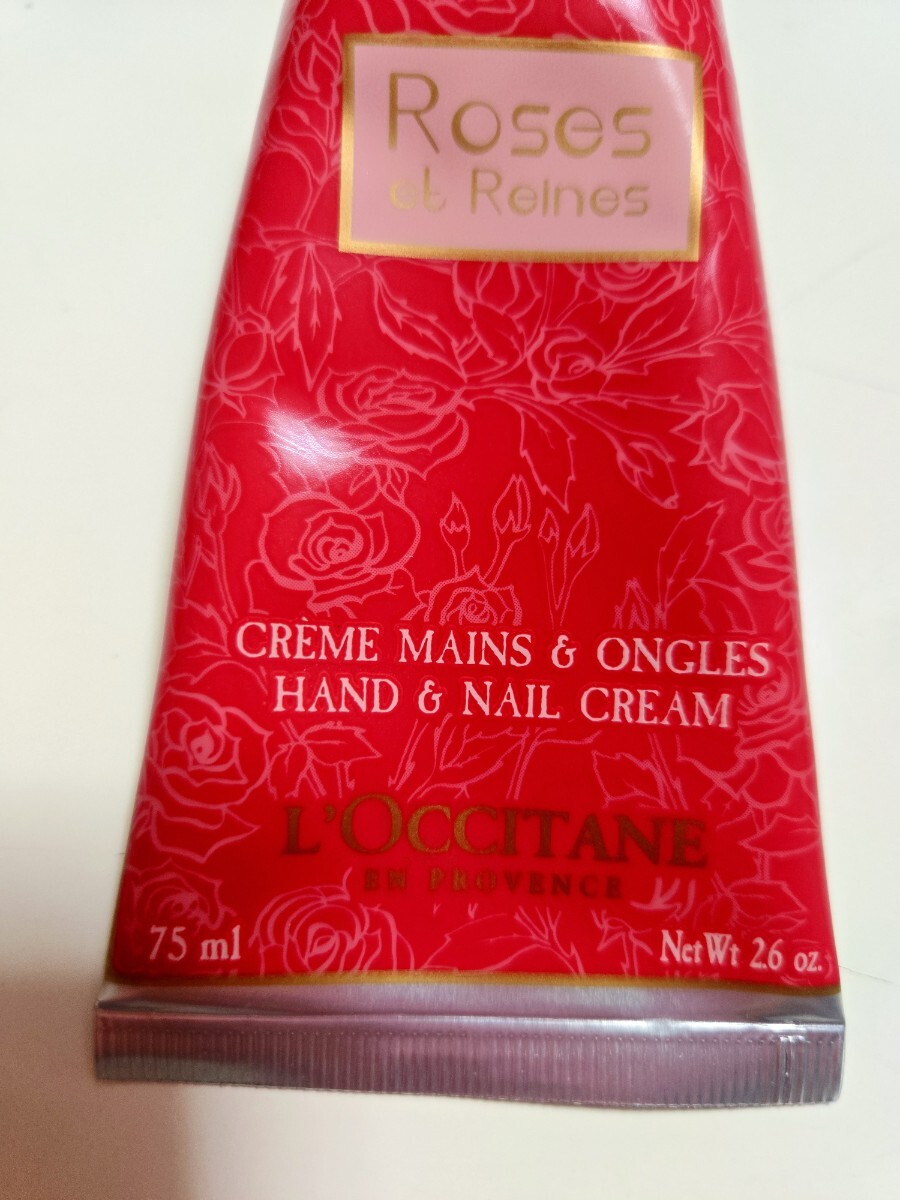 Roses
et Reines
CRÈME MAINS & ONGLES
HAND & NAIL CREAM
L'OCCITANE
EN PROVENCE
75 ml
Net Wt 2.6 oz.